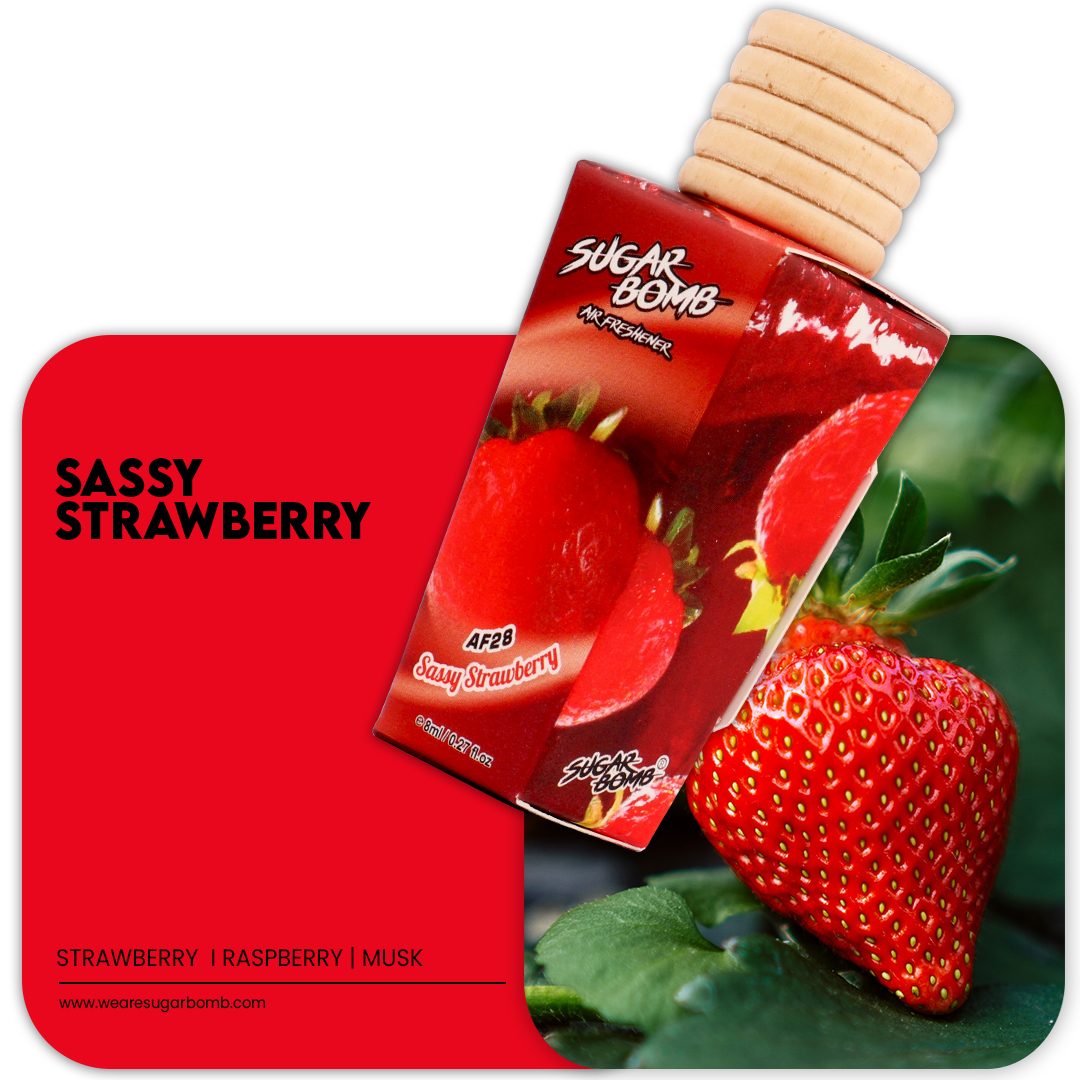 SUGAR
BOMB
AIR FRESHENER
SASSY
STRAWBERRY
AF28
Sassy Strawberry
e 8ml / 0.27 fl.oz
SUGAR
BOMB®
STRAWBERRY I RASPBERRY | MUSK
www.wearesugarbomb.com